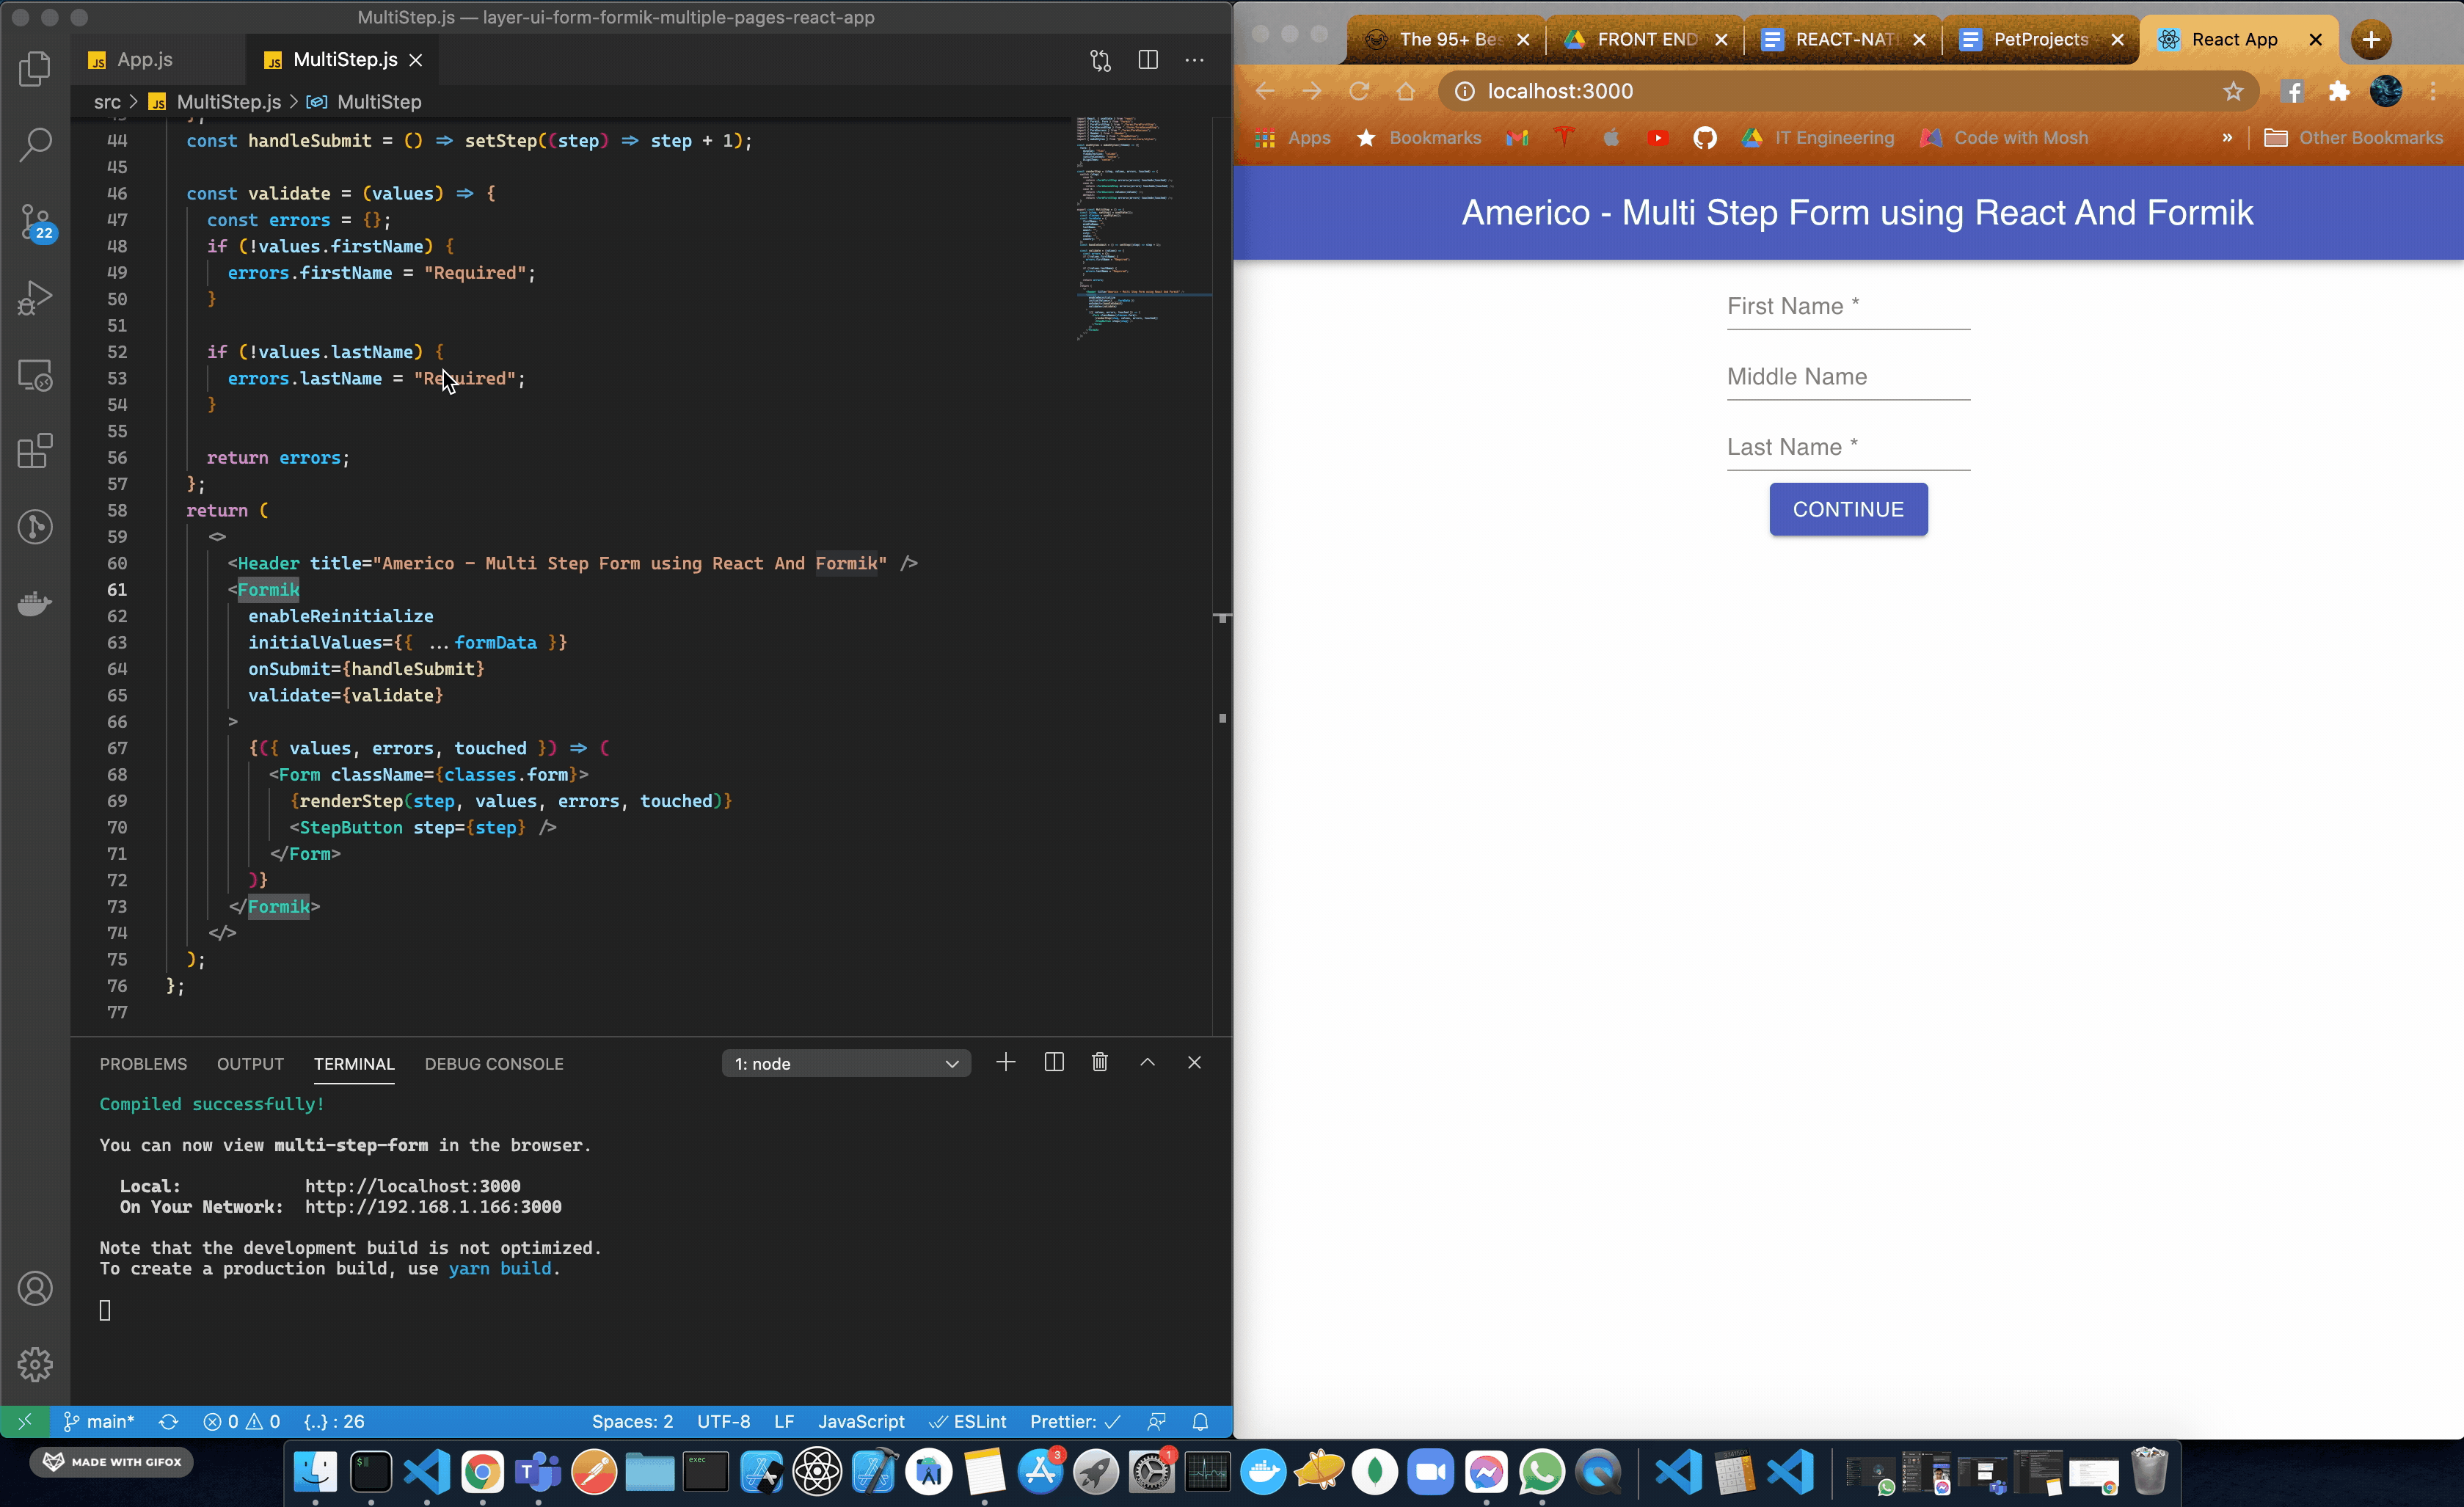 MultiStep.js — layer-ui-form-formik-multiple-pages-react-app
JS App.js
JS MultiStep.js
src > JS MultiStep.js > MultiStep
44 const handleSubmit = () => setStep((step) => step + 1);
45
46 const validate = (values) => {
47 const errors = {};
48 if (!values.firstName) {
49 errors.firstName = "Required";
50 }
51
52 if (!values.lastName) {
53 errors.lastName = "Required";
54 }
55
56 return errors;
57 };
58 return (
59 <>
60 <Header title="Americo - Multi Step Form using React And Formik" />
61 <Formik
62 enableReinitialize
63 initialValues={{ ...formData }}
64 onSubmit={handleSubmit}
65 validate={validate}
66 >
67 {({ values, errors, touched }) => (
68 <Form className={classes.form}>
69 {renderStep(step, values, errors, touched)}
70 <StepButton step={step} />
71 </Form>
72 )}
73 </Formik>
74 </>
75 );
76 };
77
22
PROBLEMS OUTPUT TERMINAL DEBUG CONSOLE 1: node
Compiled successfully!
You can now view multi-step-form in the browser.
Local: http://localhost:3000
On Your Network: http://192.168.1.166:3000
Note that the development build is not optimized.
To create a production build, use yarn build.
main* 0 0 {..} : 26 Spaces: 2 UTF-8 LF JavaScript ESLint Prettier: ✓
The 95+ Bes
FRONT END
REACT-NAT
PetProjects -
React App
localhost:3000
Apps Bookmarks IT Engineering Code with Mosh » Other Bookmarks
Americo - Multi Step Form using React And Formik
First Name *
Middle Name
Last Name *
CONTINUE
MADE WITH GIFOX
exec
3
1